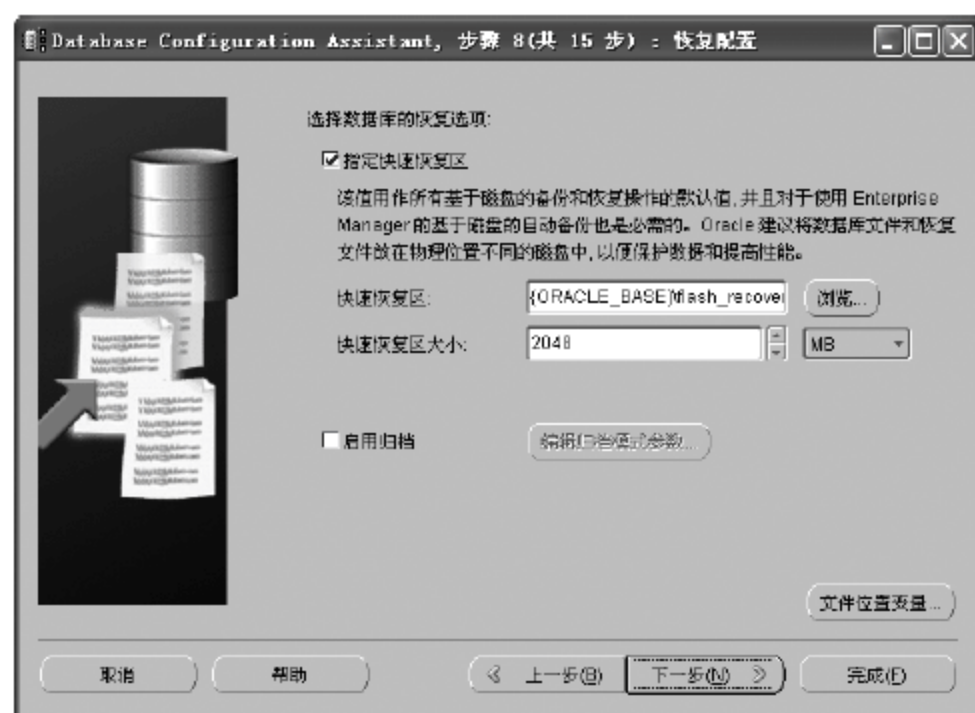 Database Configuration Assistant, 步骤 8(共 15 步) : 恢复配置
选择数据库的恢复选项:
指定快速恢复区
该值用作所有基于磁盘的备份和恢复操作的默认值,并且对于使用 Enterprise
Manager 的基于磁盘的自动备份也是必需的。Oracle 建议将数据库文件和恢复
文件放在物理位置不同的磁盘中,以便保护数据和提高性能。
快速恢复区: {ORACLE_BASE}\flash_recover 浏览...
快速恢复区大小: 2048 MB
启用归档 编辑归档模式参数...
文件位置变量...
取消 帮助 上一步(B) 下一步(N) 完成(F)